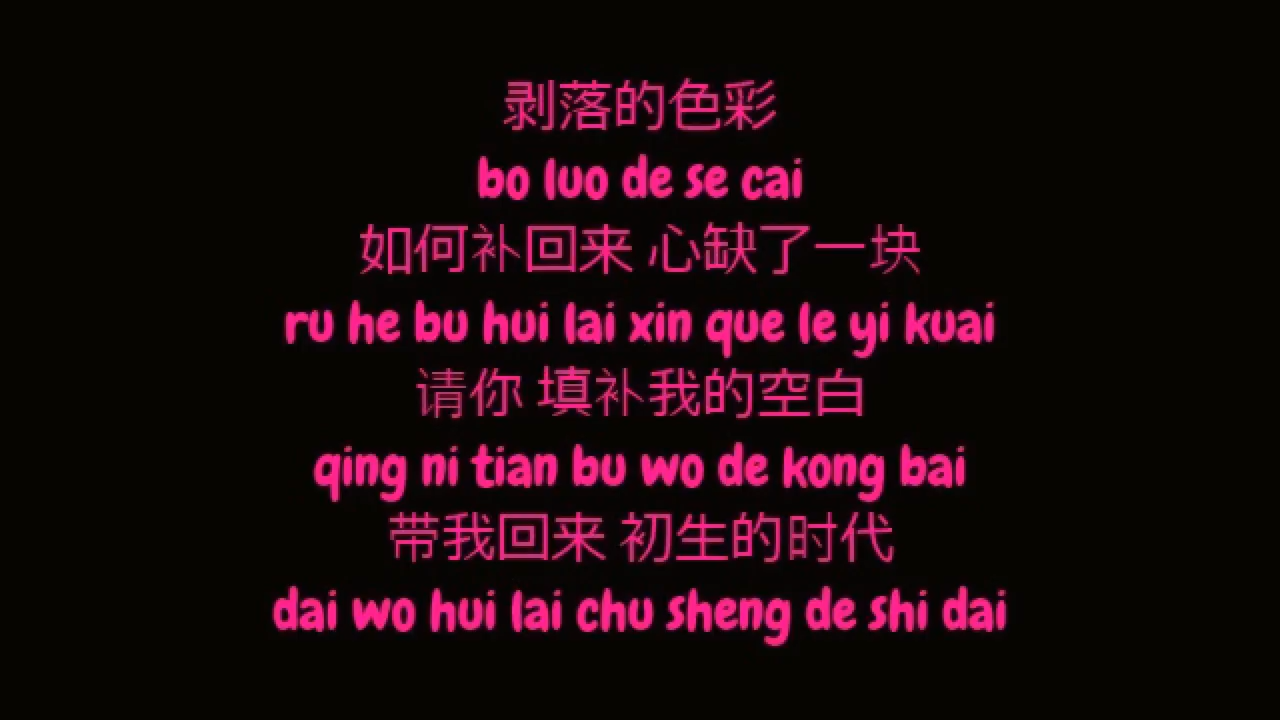 剥落的色彩
bo luo de se cai
如何补回来 心缺了一块
ru he bu hui lai xin que le yi kuai
请你 填补我的空白
qing ni tian bu wo de kong bai
带我回来 初生的时代
dai wo hui lai chu sheng de shi dai